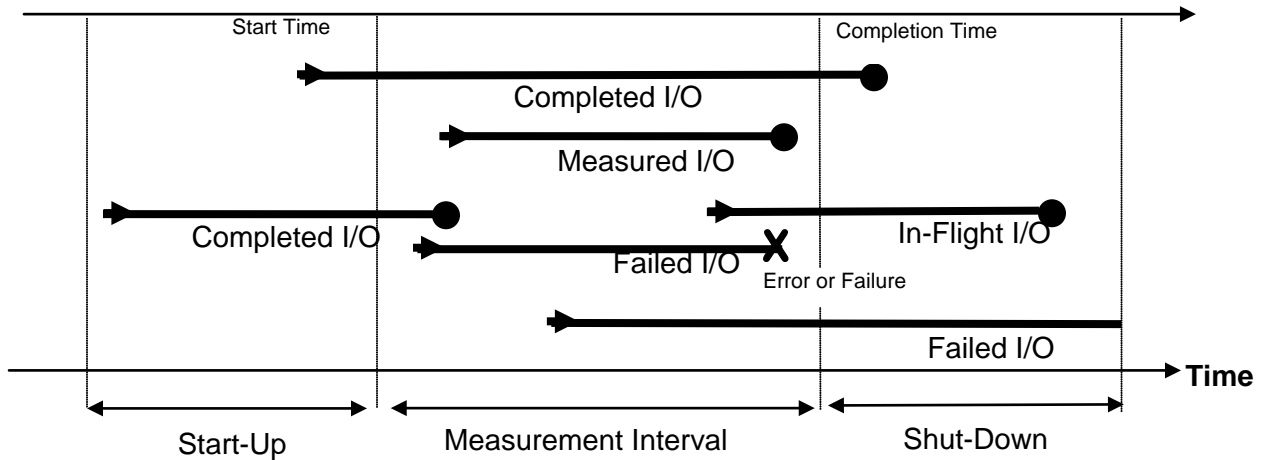 Start Time
Completion Time
Completed I/O
Measured I/O
Completed I/O
In-Flight I/O
Failed I/O
Error or Failure
Failed I/O
Time
Start-Up
Measurement Interval
Shut-Down